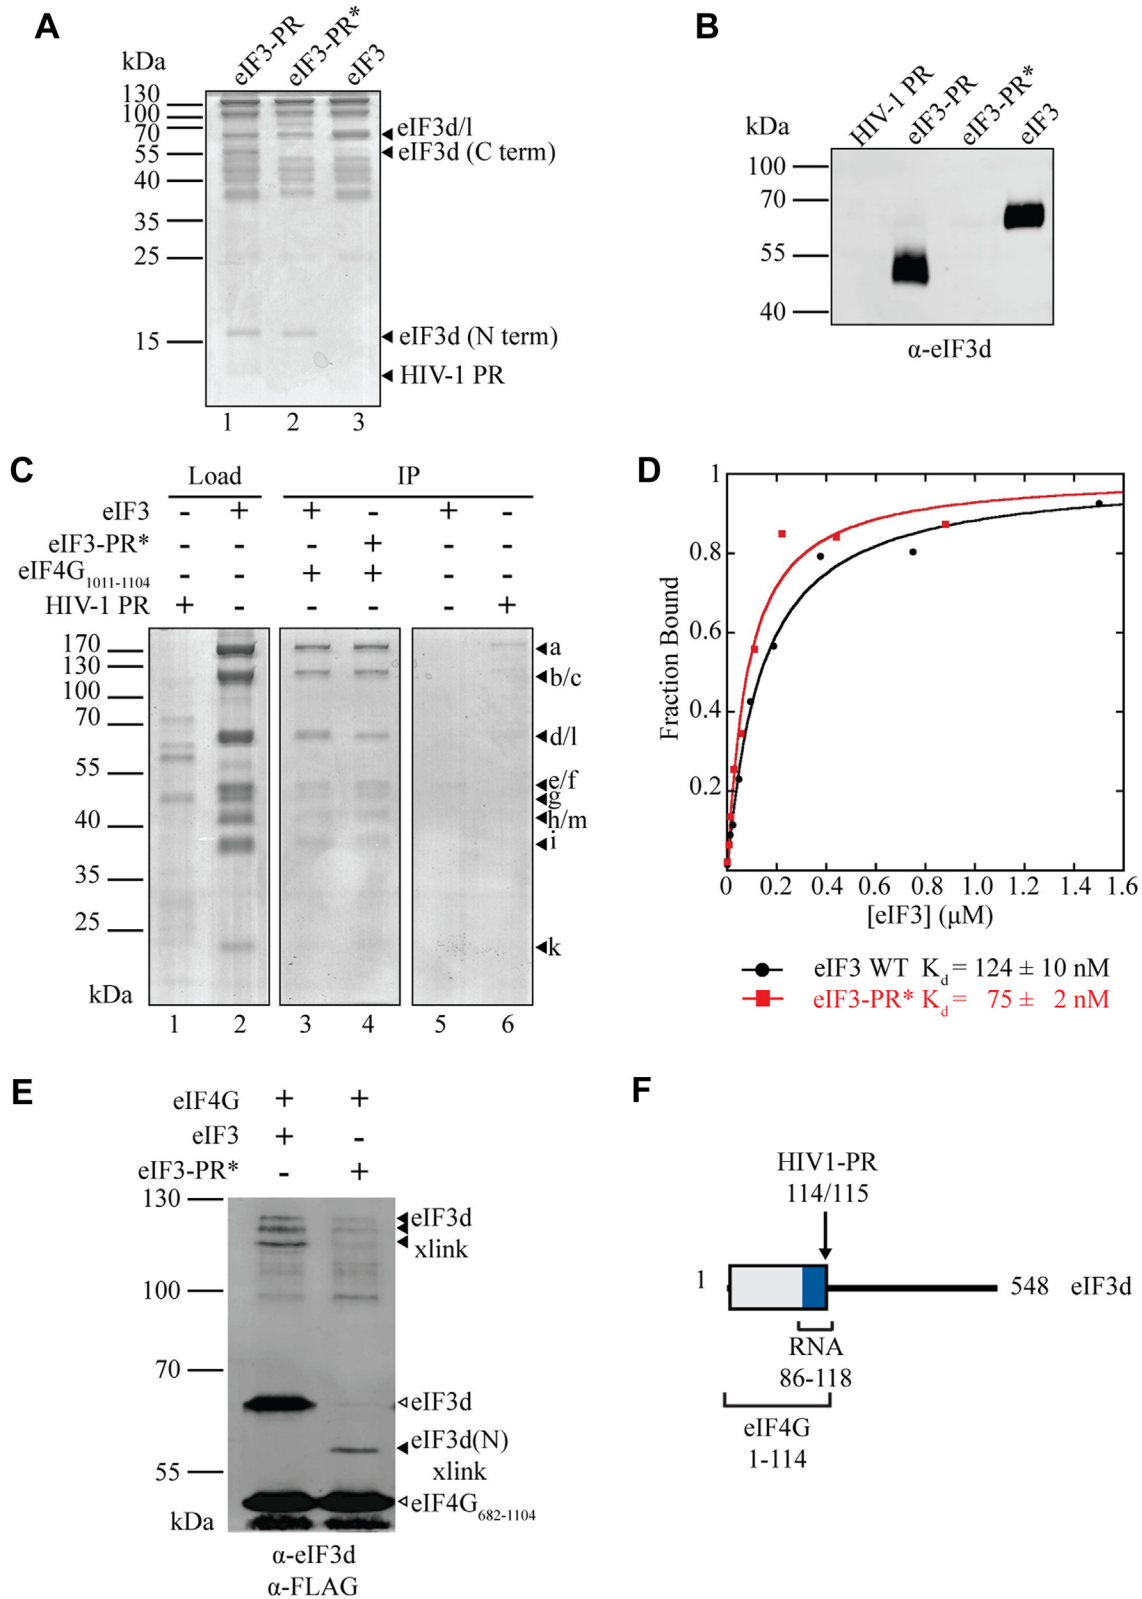 A
kDa
eIF3-PR
eIF3-PR*
eIF3
130
100
70
55
40
35
25
15
eIF3d/l
eIF3d (C term)
eIF3d (N term)
HIV-1 PR
1 2 3
B
kDa
HIV-1 PR
eIF3-PR
eIF3-PR*
eIF3
100
70
55
40
α-eIF3d
C
Load IP
eIF3 - + + - + -
eIF3-PR* - - - + - -
eIF4G1011-1104 - - + + - -
HIV-1 PR + - - - - +
170
130
100
70
55
40
35
25
kDa
a
b/c
d/l
e/f
g
h/m
i
k
1 2 3 4 5 6
D
Fraction Bound
1
0.8
0.6
0.4
0.2
0 0.2 0.4 0.6 0.8 1.0 1.2 1.4 1.6
[eIF3] (μM)
eIF3 WT Kd = 124 ± 10 nM
eIF3-PR* Kd = 75 ± 2 nM
E
eIF4G + +
eIF3 + -
eIF3-PR* - +
130
100
70
55
kDa
eIF3d
xlink
eIF3d
eIF3d(N)
xlink
eIF4G682-1104
α-eIF3d
α-FLAG
F
HIV1-PR
114/115
1 548 eIF3d
RNA
86-118
eIF4G
1-114